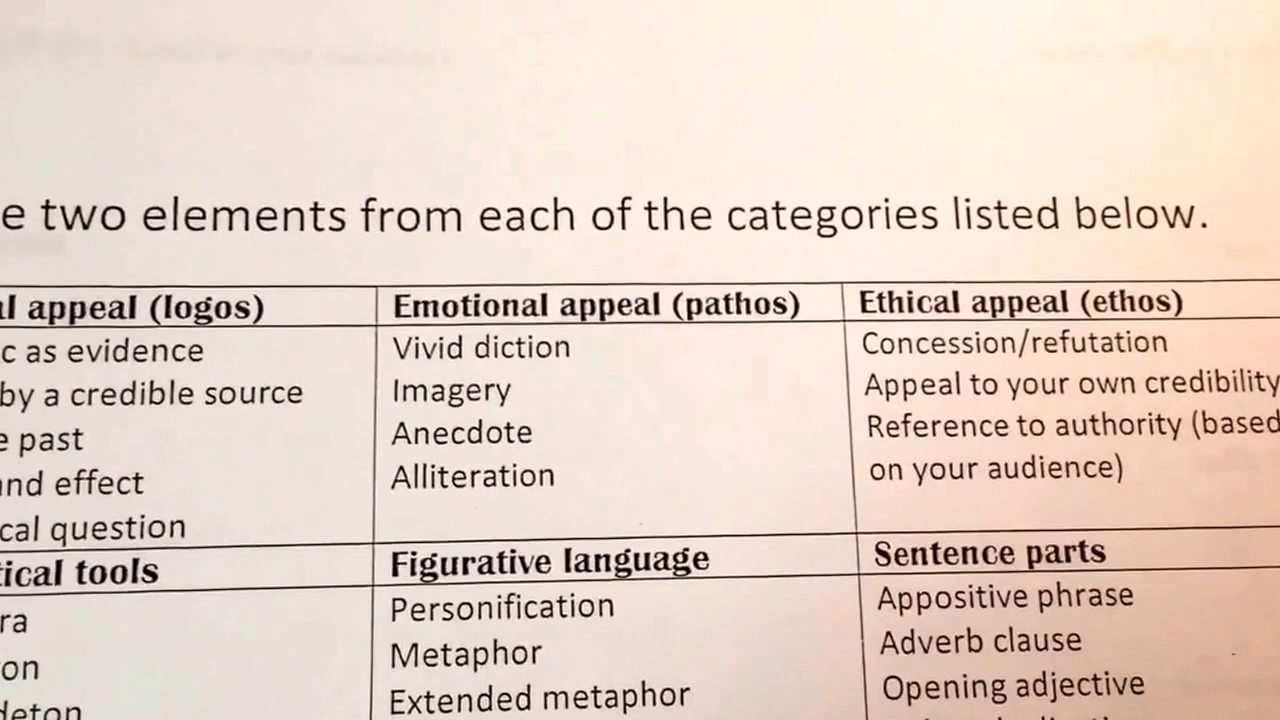 e two elements from each of the categories listed below.
al appeal (logos) Emotional appeal (pathos) Ethical appeal (ethos)
c as evidence Vivid diction Concession/refutation
by a credible source Imagery Appeal to your own credibility
e past Anecdote Reference to authority (based
and effect Alliteration on your audience)
cal question
tical tools Figurative language Sentence parts
ra Personification Appositive phrase
on Metaphor Adverb clause
deton Extended metaphor Opening adjective